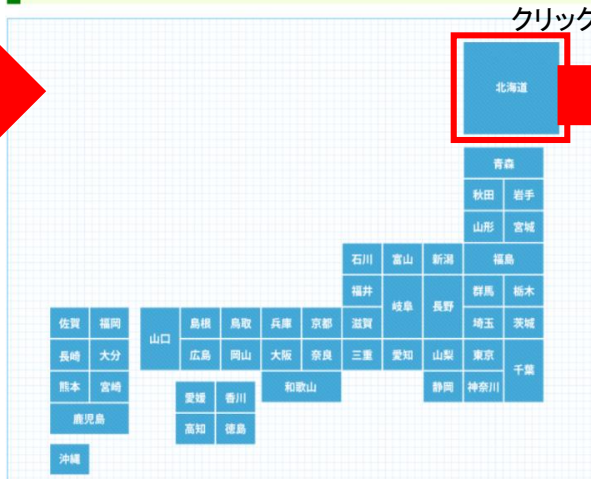 クリック
北海道
青森
秋田 岩手
山形 宮城
石川 富山 新潟 福島
福井 岐阜 長野 群馬 栃木
佐賀 福岡 山口 島根 鳥取 兵庫 京都 滋賀 埼玉 茨城
長崎 大分 広島 岡山 大阪 奈良 三重 愛知 山梨 東京 千葉
熊本 宮崎 愛媛 香川 和歌山 静岡 神奈川
鹿児島 高知 徳島
沖縄